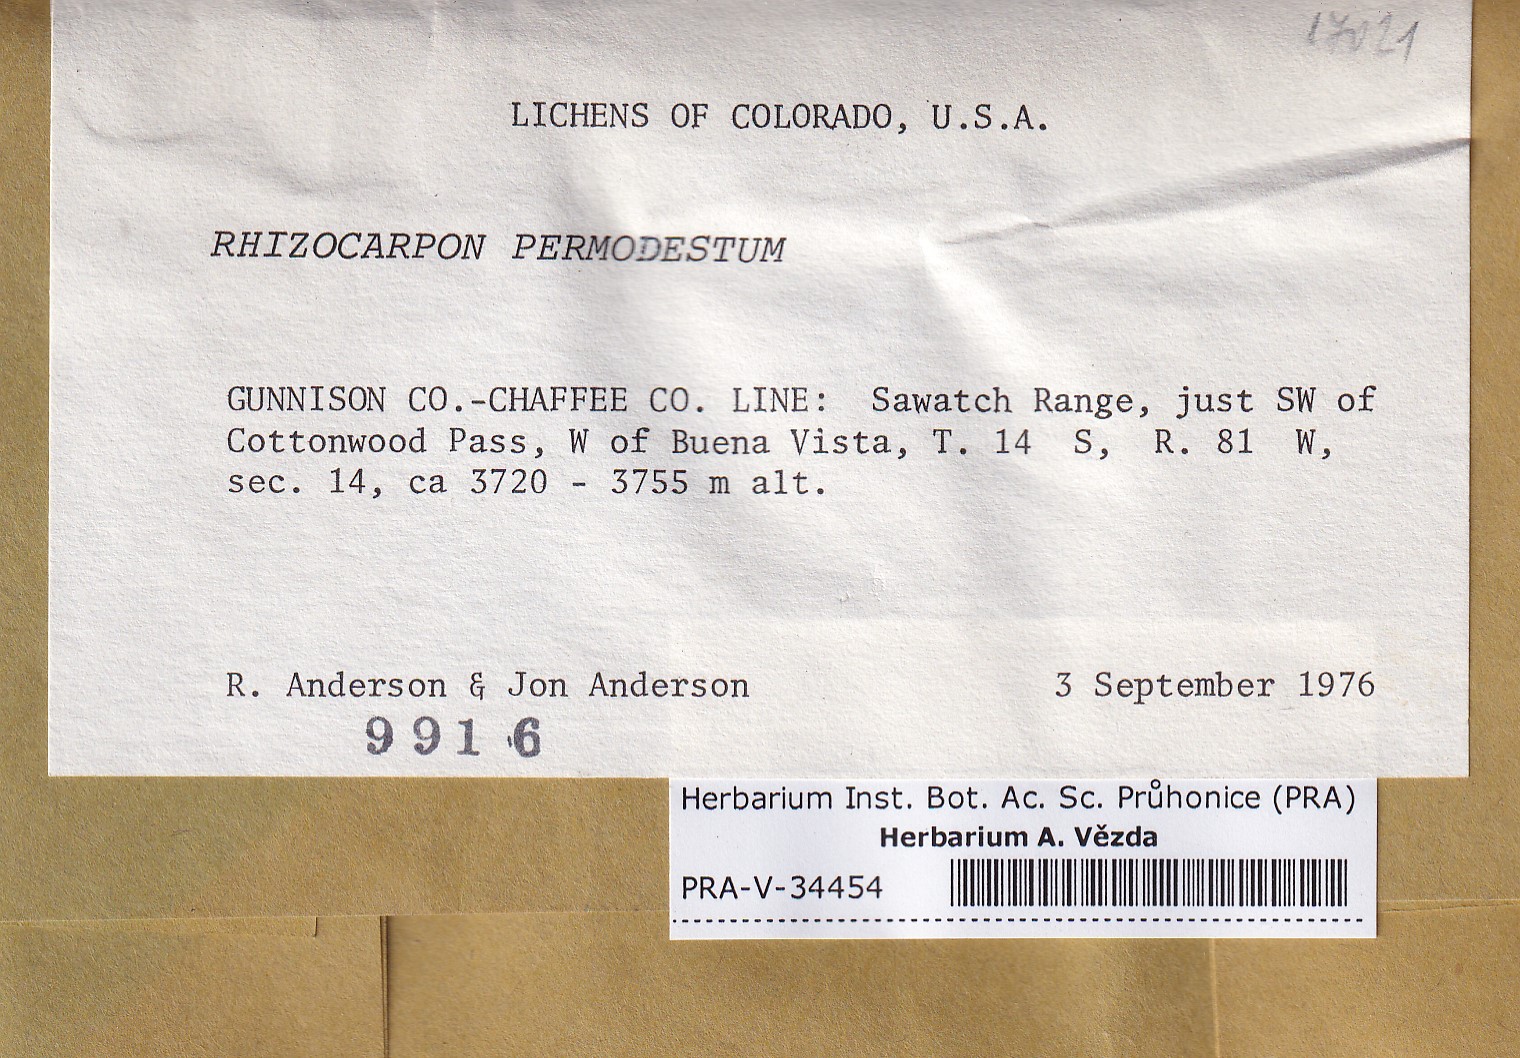 17021
LICHENS OF COLORADO, U.S.A.
RHIZOCARPON PERMODESTUM
GUNNISON CO.-CHAFFEE CO. LINE: Sawatch Range, just SW of
Cottonwood Pass, W of Buena Vista, T. 14 S, R. 81 W,
sec. 14, ca 3720 - 3755 m alt.
R. Anderson & Jon Anderson 3 September 1976
9916
Herbarium Inst. Bot. Ac. Sc. Průhonice (PRA)
Herbarium A. Vězda
PRA-V-34454